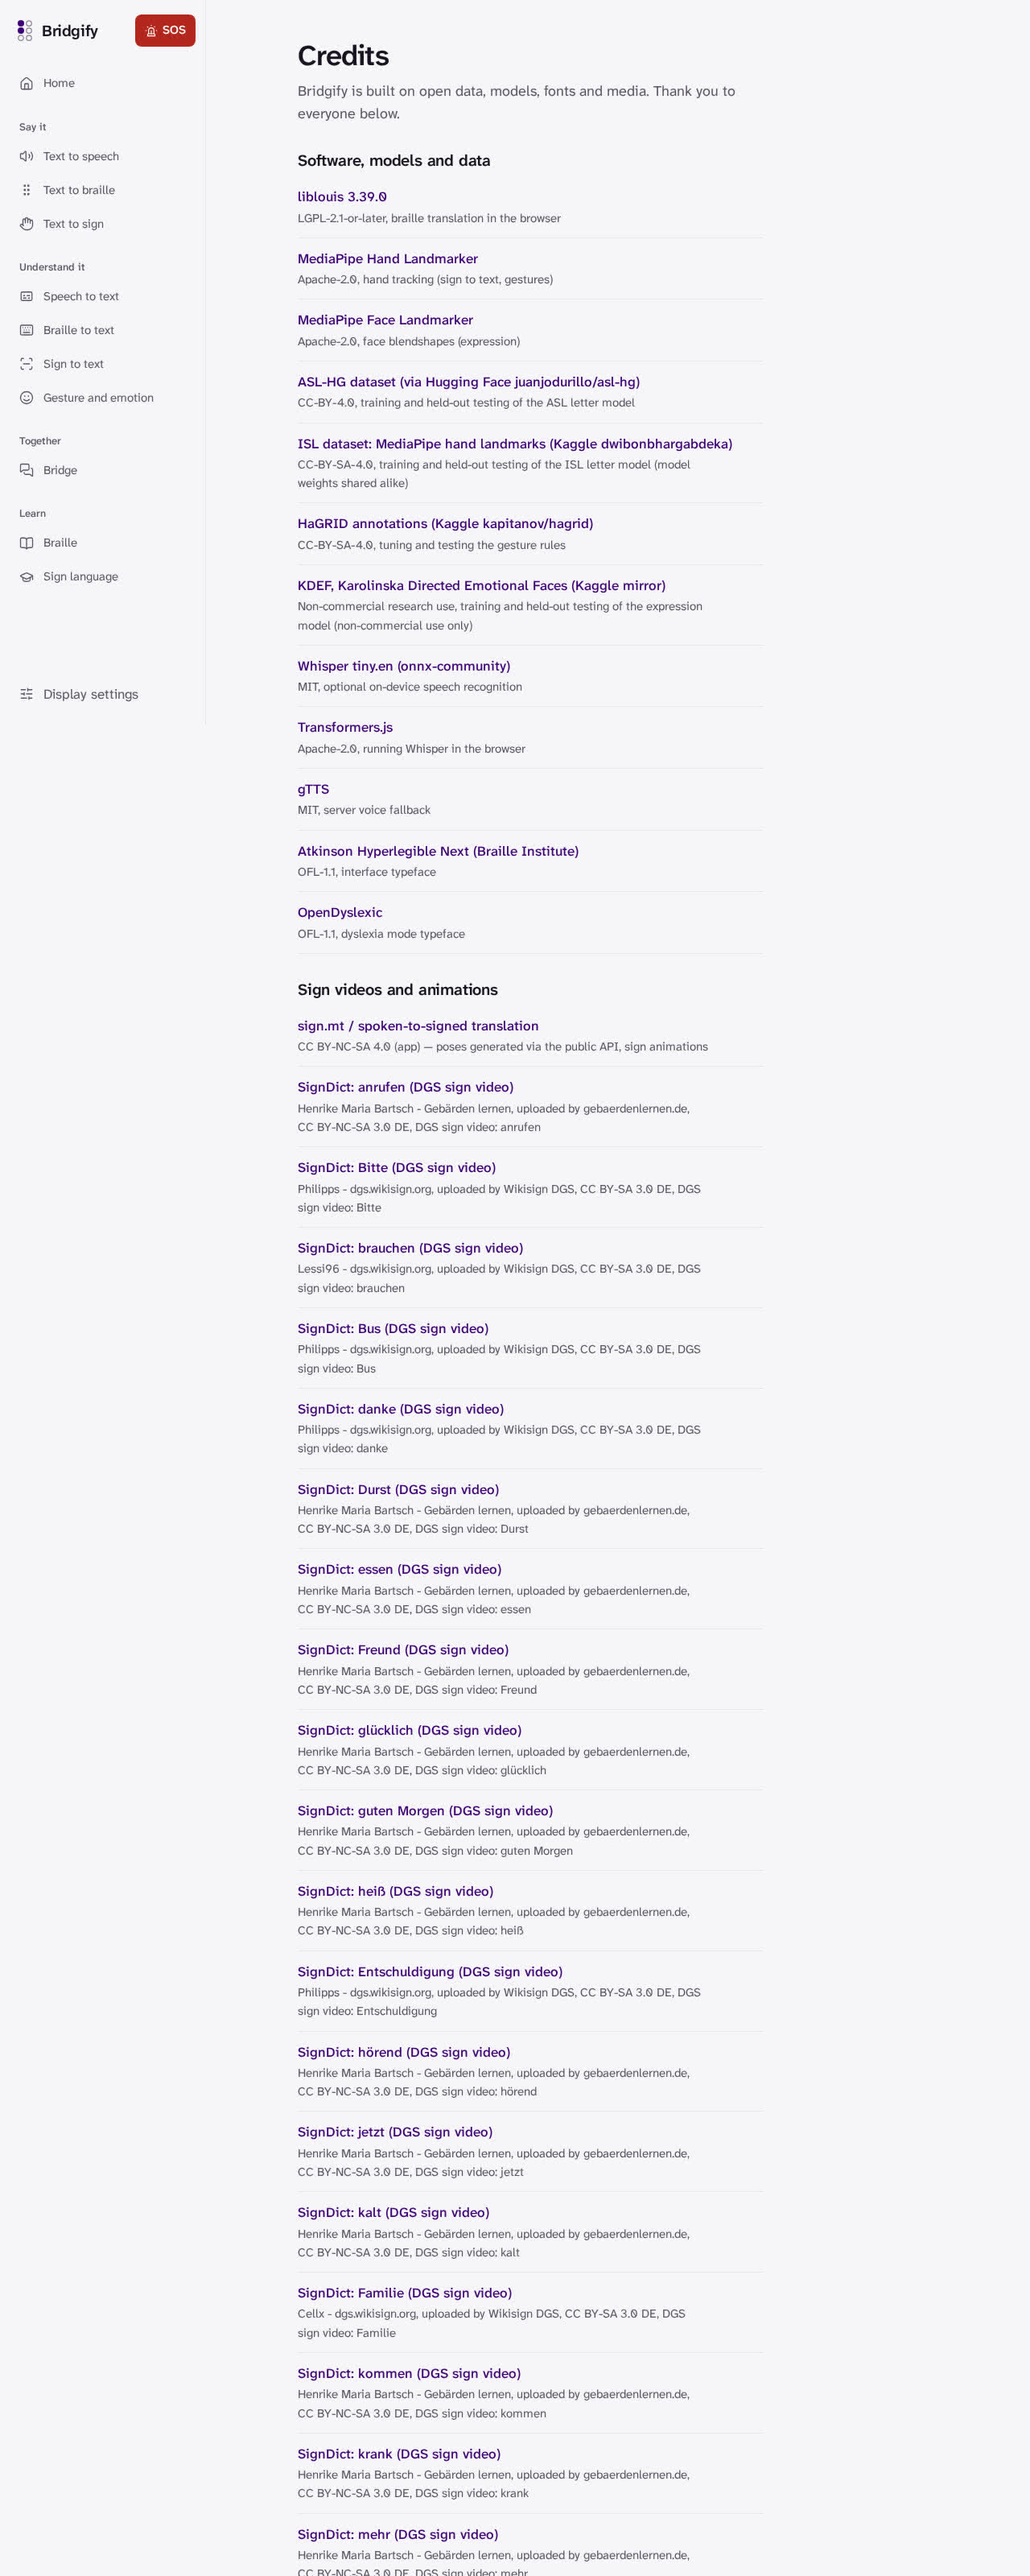 Bridgify
SOS
Home
Say it
Text to speech
Text to braille
Text to sign
Understand it
Speech to text
Braille to text
Sign to text
Gesture and emotion
Together
Bridge
Learn
Braille
Sign language
Display settings
Credits
Bridgify is built on open data, models, fonts and media. Thank you to
everyone below.
Software, models and data
liblouis 3.39.0
LGPL-2.1-or-later, braille translation in the browser
MediaPipe Hand Landmarker
Apache-2.0, hand tracking (sign to text, gestures)
MediaPipe Face Landmarker
Apache-2.0, face blendshapes (expression)
ASL-HG dataset (via Hugging Face juanjodurillo/asl-hg)
CC-BY-4.0, training and held-out testing of the ASL letter model
ISL dataset: MediaPipe hand landmarks (Kaggle dwibonbhargabdeka)
CC-BY-SA-4.0, training and held-out testing of the ISL letter model (model
weights shared alike)
HaGRID annotations (Kaggle kapitanov/hagrid)
CC-BY-SA-4.0, tuning and testing the gesture rules
KDEF, Karolinska Directed Emotional Faces (Kaggle mirror)
Non-commercial research use, training and held-out testing of the expression
model (non-commercial use only)
Whisper tiny.en (onnx-community)
MIT, optional on-device speech recognition
Transformers.js
Apache-2.0, running Whisper in the browser
gTTS
MIT, server voice fallback
Atkinson Hyperlegible Next (Braille Institute)
OFL-1.1, interface typeface
OpenDyslexic
OFL-1.1, dyslexia mode typeface
Sign videos and animations
sign.mt / spoken-to-signed translation
CC BY-NC-SA 4.0 (app) — poses generated via the public API, sign animations
SignDict: anrufen (DGS sign video)
Henrike Maria Bartsch - Gebärden lernen, uploaded by gebaerdenlernen.de,
CC BY-NC-SA 3.0 DE, DGS sign video: anrufen
SignDict: Bitte (DGS sign video)
Philipps - dgs.wikisign.org, uploaded by Wikisign DGS, CC BY-SA 3.0 DE, DGS
sign video: Bitte
SignDict: brauchen (DGS sign video)
Lessi96 - dgs.wikisign.org, uploaded by Wikisign DGS, CC BY-SA 3.0 DE, DGS
sign video: brauchen
SignDict: Bus (DGS sign video)
Philipps - dgs.wikisign.org, uploaded by Wikisign DGS, CC BY-SA 3.0 DE, DGS
sign video: Bus
SignDict: danke (DGS sign video)
Philipps - dgs.wikisign.org, uploaded by Wikisign DGS, CC BY-SA 3.0 DE, DGS
sign video: danke
SignDict: Durst (DGS sign video)
Henrike Maria Bartsch - Gebärden lernen, uploaded by gebaerdenlernen.de,
CC BY-NC-SA 3.0 DE, DGS sign video: Durst
SignDict: essen (DGS sign video)
Henrike Maria Bartsch - Gebärden lernen, uploaded by gebaerdenlernen.de,
CC BY-NC-SA 3.0 DE, DGS sign video: essen
SignDict: Freund (DGS sign video)
Henrike Maria Bartsch - Gebärden lernen, uploaded by gebaerdenlernen.de,
CC BY-NC-SA 3.0 DE, DGS sign video: Freund
SignDict: glücklich (DGS sign video)
Henrike Maria Bartsch - Gebärden lernen, uploaded by gebaerdenlernen.de,
CC BY-NC-SA 3.0 DE, DGS sign video: glücklich
SignDict: guten Morgen (DGS sign video)
Henrike Maria Bartsch - Gebärden lernen, uploaded by gebaerdenlernen.de,
CC BY-NC-SA 3.0 DE, DGS sign video: guten Morgen
SignDict: heiß (DGS sign video)
Henrike Maria Bartsch - Gebärden lernen, uploaded by gebaerdenlernen.de,
CC BY-NC-SA 3.0 DE, DGS sign video: heiß
SignDict: Entschuldigung (DGS sign video)
Philipps - dgs.wikisign.org, uploaded by Wikisign DGS, CC BY-SA 3.0 DE, DGS
sign video: Entschuldigung
SignDict: hörend (DGS sign video)
Henrike Maria Bartsch - Gebärden lernen, uploaded by gebaerdenlernen.de,
CC BY-NC-SA 3.0 DE, DGS sign video: hörend
SignDict: jetzt (DGS sign video)
Henrike Maria Bartsch - Gebärden lernen, uploaded by gebaerdenlernen.de,
CC BY-NC-SA 3.0 DE, DGS sign video: jetzt
SignDict: kalt (DGS sign video)
Henrike Maria Bartsch - Gebärden lernen, uploaded by gebaerdenlernen.de,
CC BY-NC-SA 3.0 DE, DGS sign video: kalt
SignDict: Familie (DGS sign video)
Cellx - dgs.wikisign.org, uploaded by Wikisign DGS, CC BY-SA 3.0 DE, DGS
sign video: Familie
SignDict: kommen (DGS sign video)
Henrike Maria Bartsch - Gebärden lernen, uploaded by gebaerdenlernen.de,
CC BY-NC-SA 3.0 DE, DGS sign video: kommen
SignDict: krank (DGS sign video)
Henrike Maria Bartsch - Gebärden lernen, uploaded by gebaerdenlernen.de,
CC BY-NC-SA 3.0 DE, DGS sign video: krank
SignDict: mehr (DGS sign video)
Henrike Maria Bartsch - Gebärden lernen, uploaded by gebaerdenlernen.de,
CC BY-NC-SA 3.0 DE, DGS sign video: mehr